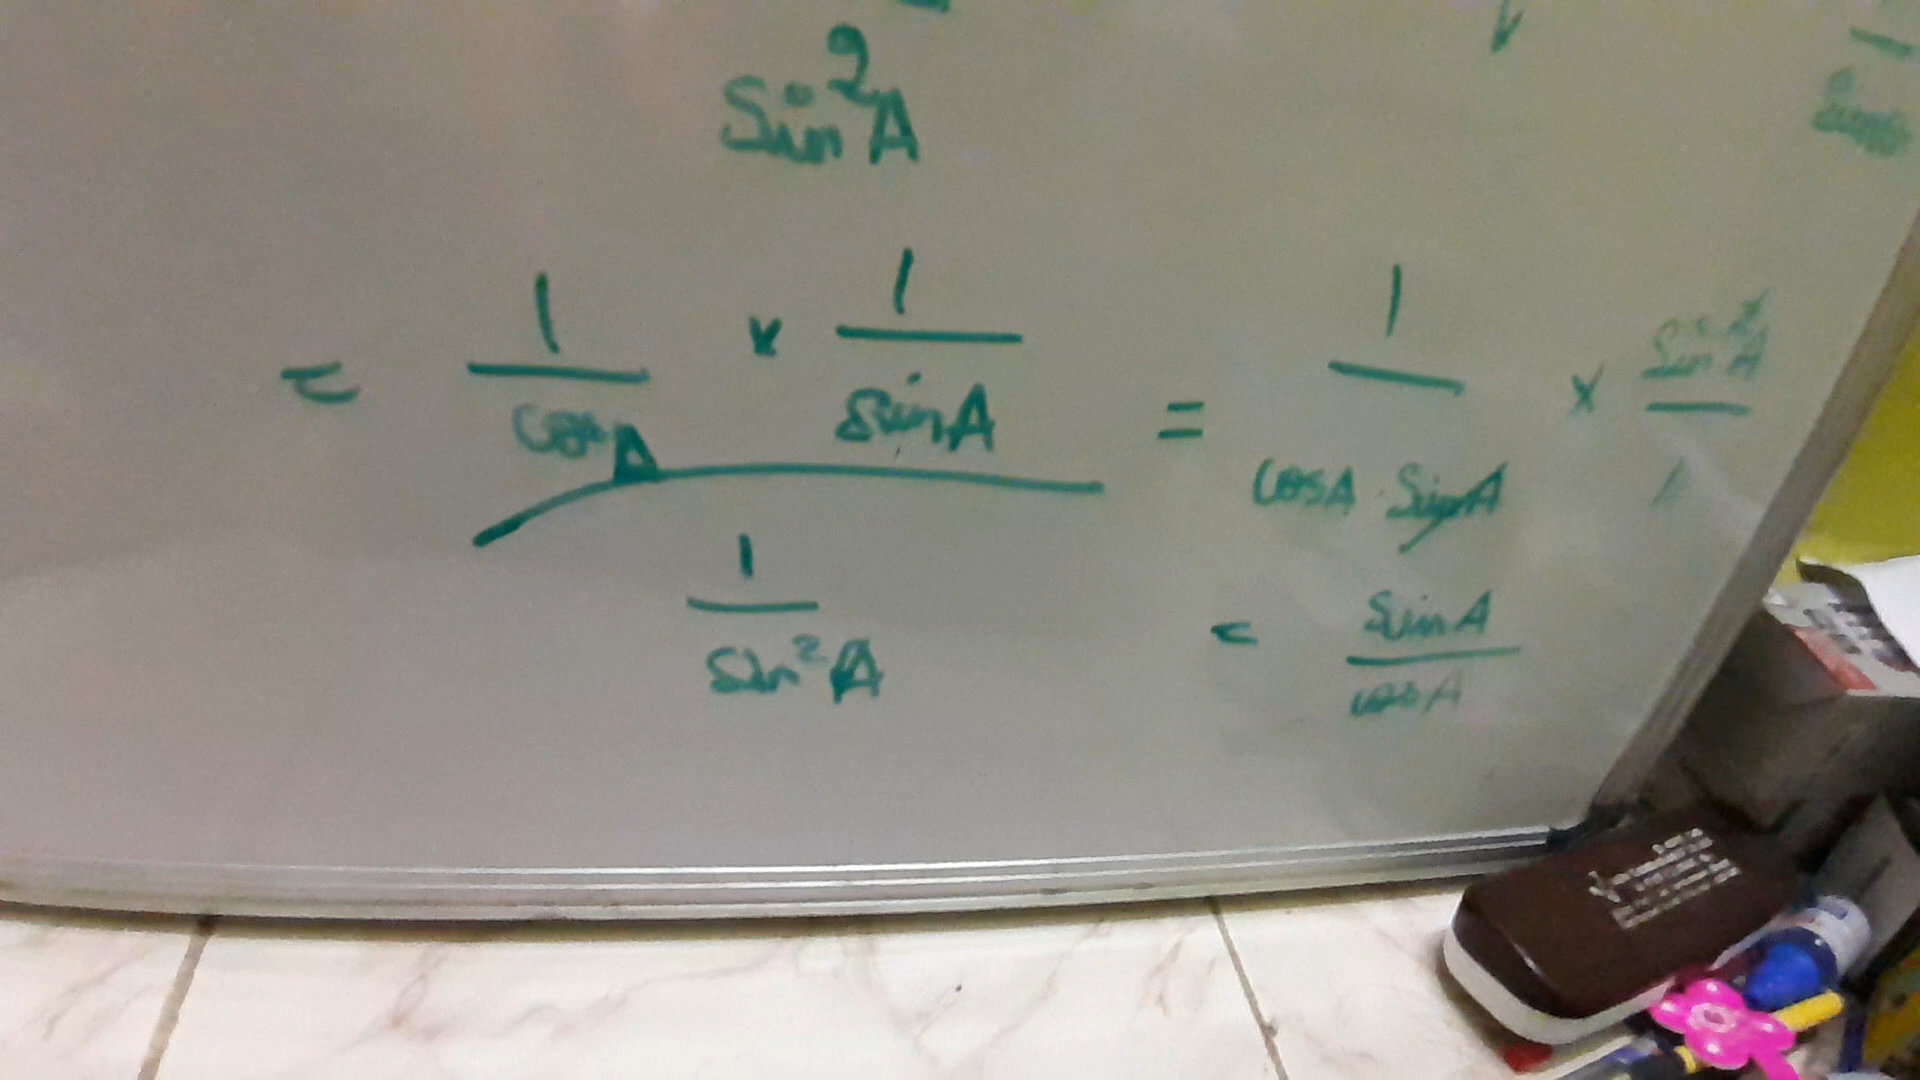 sin²A
= 1/cosA × 1/sinA = 1/cosA . sinA × sin²A/1
1/sin²A
= sinA/cosA